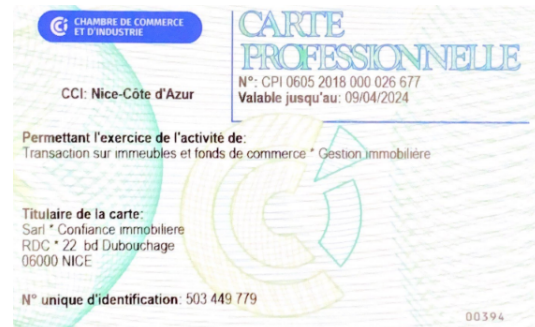 CHAMBRE DE COMMERCE
ET D'INDUSTRIE
CARTE
PROFESSIONNELLE
N°: CPI 0605 2018 000 026 677
CCI: Nice-Côte d'Azur
Valable jusqu'au: 09/04/2024
Permettant l'exercice de l'activité de:
Transaction sur immeubles et fonds de commerce * Gestion immobilière
Titulaire de la carte:
Sarl * Confiance immobiliere
RDC * 22 bd Dubouchage
06000 NICE
N° unique d'identification: 503 449 779
00394